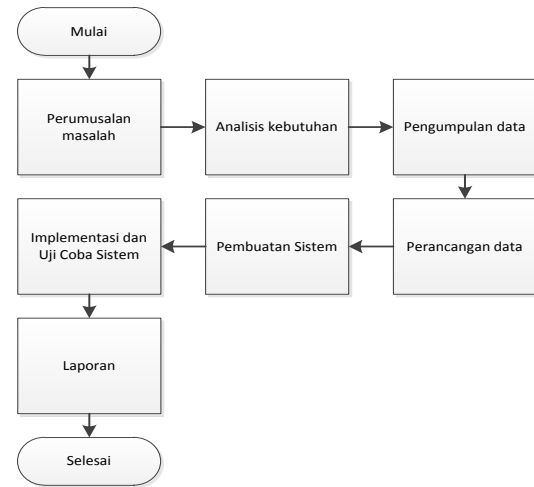 Mulai
Perumusalan
masalah
Analisis kebutuhan
Pengumpulan data
Perancangan data
Pembuatan Sistem
Implementasi dan
Uji Coba Sistem
Laporan
Selesai